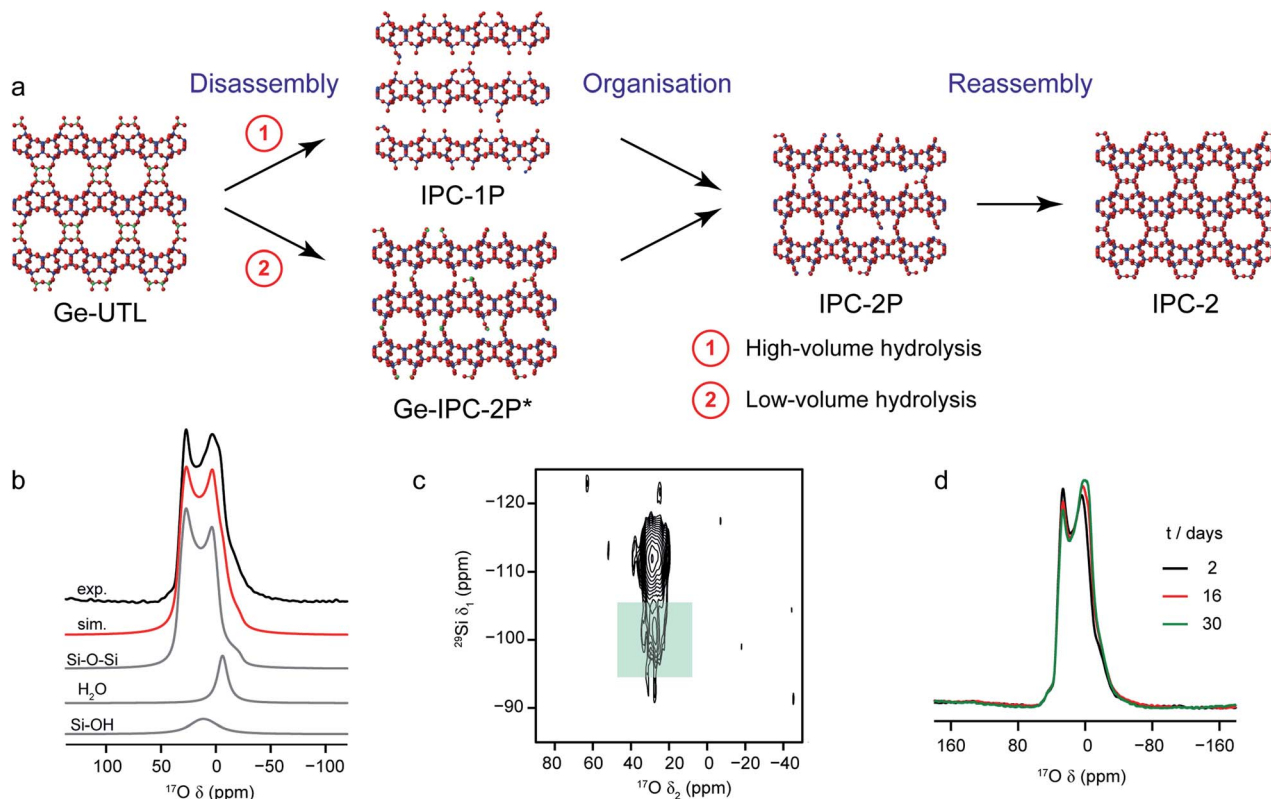 a
Disassembly
Organisation
Reassembly
1
2
Ge-UTL
IPC-1P
Ge-IPC-2P*
IPC-2P
IPC-2
1 High-volume hydrolysis
2 Low-volume hydrolysis
b
exp.
sim.
Si-O-Si
H₂O
Si-OH
100 50 0 −50 −100
¹⁷O δ (ppm)
c
−120
−110
−100
−90
²⁹Si δ₁ (ppm)
80 60 40 20 0 −20 −40
¹⁷O δ₂ (ppm)
d
t / days
2
16
30
160 80 0 −80 −160
¹⁷O δ (ppm)